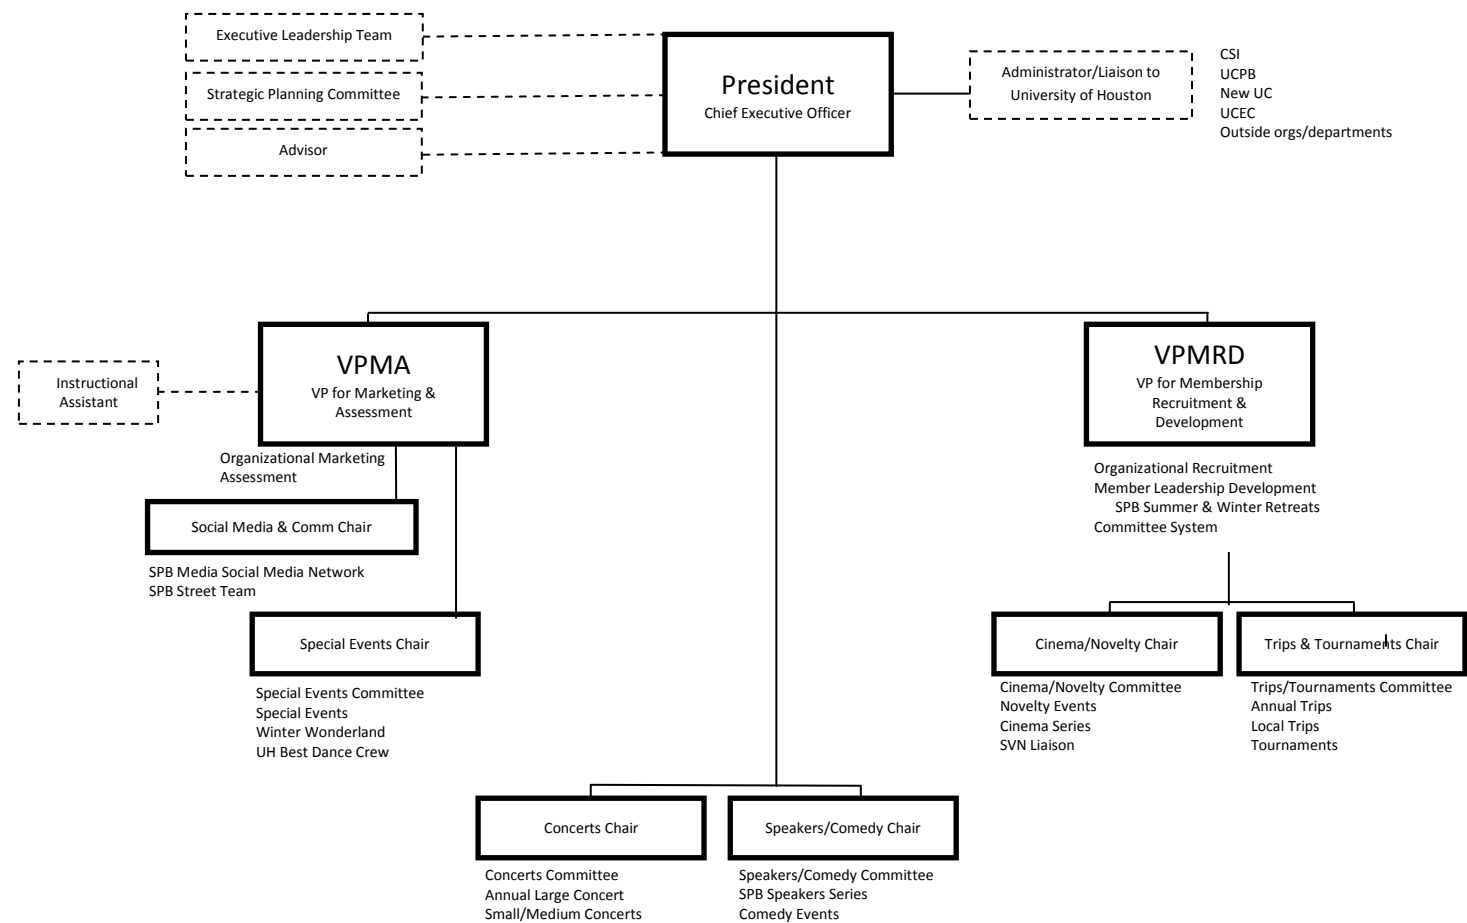 Executive Leadership Team
Strategic Planning Committee
Advisor
President
Chief Executive Officer
Administrator/Liaison to
University of Houston
CSI
UCPB
New UC
UCEC
Outside orgs/departments
Instructional
Assistant
VPMA
VP for Marketing &
Assessment
Organizational Marketing
Assessment
Social Media & Comm Chair
SPB Media Social Media Network
SPB Street Team
Special Events Chair
Special Events Committee
Special Events
Winter Wonderland
UH Best Dance Crew
VPMRD
VP for Membership
Recruitment &
Development
Organizational Recruitment
Member Leadership Development
SPB Summer & Winter Retreats
Committee System
Cinema/Novelty Chair
Cinema/Novelty Committee
Novelty Events
Cinema Series
SVN Liaison
Trips & Tournaments Chair
Trips/Tournaments Committee
Annual Trips
Local Trips
Tournaments
Concerts Chair
Concerts Committee
Annual Large Concert
Small/Medium Concerts
Speakers/Comedy Chair
Speakers/Comedy Committee
SPB Speakers Series
Comedy Events